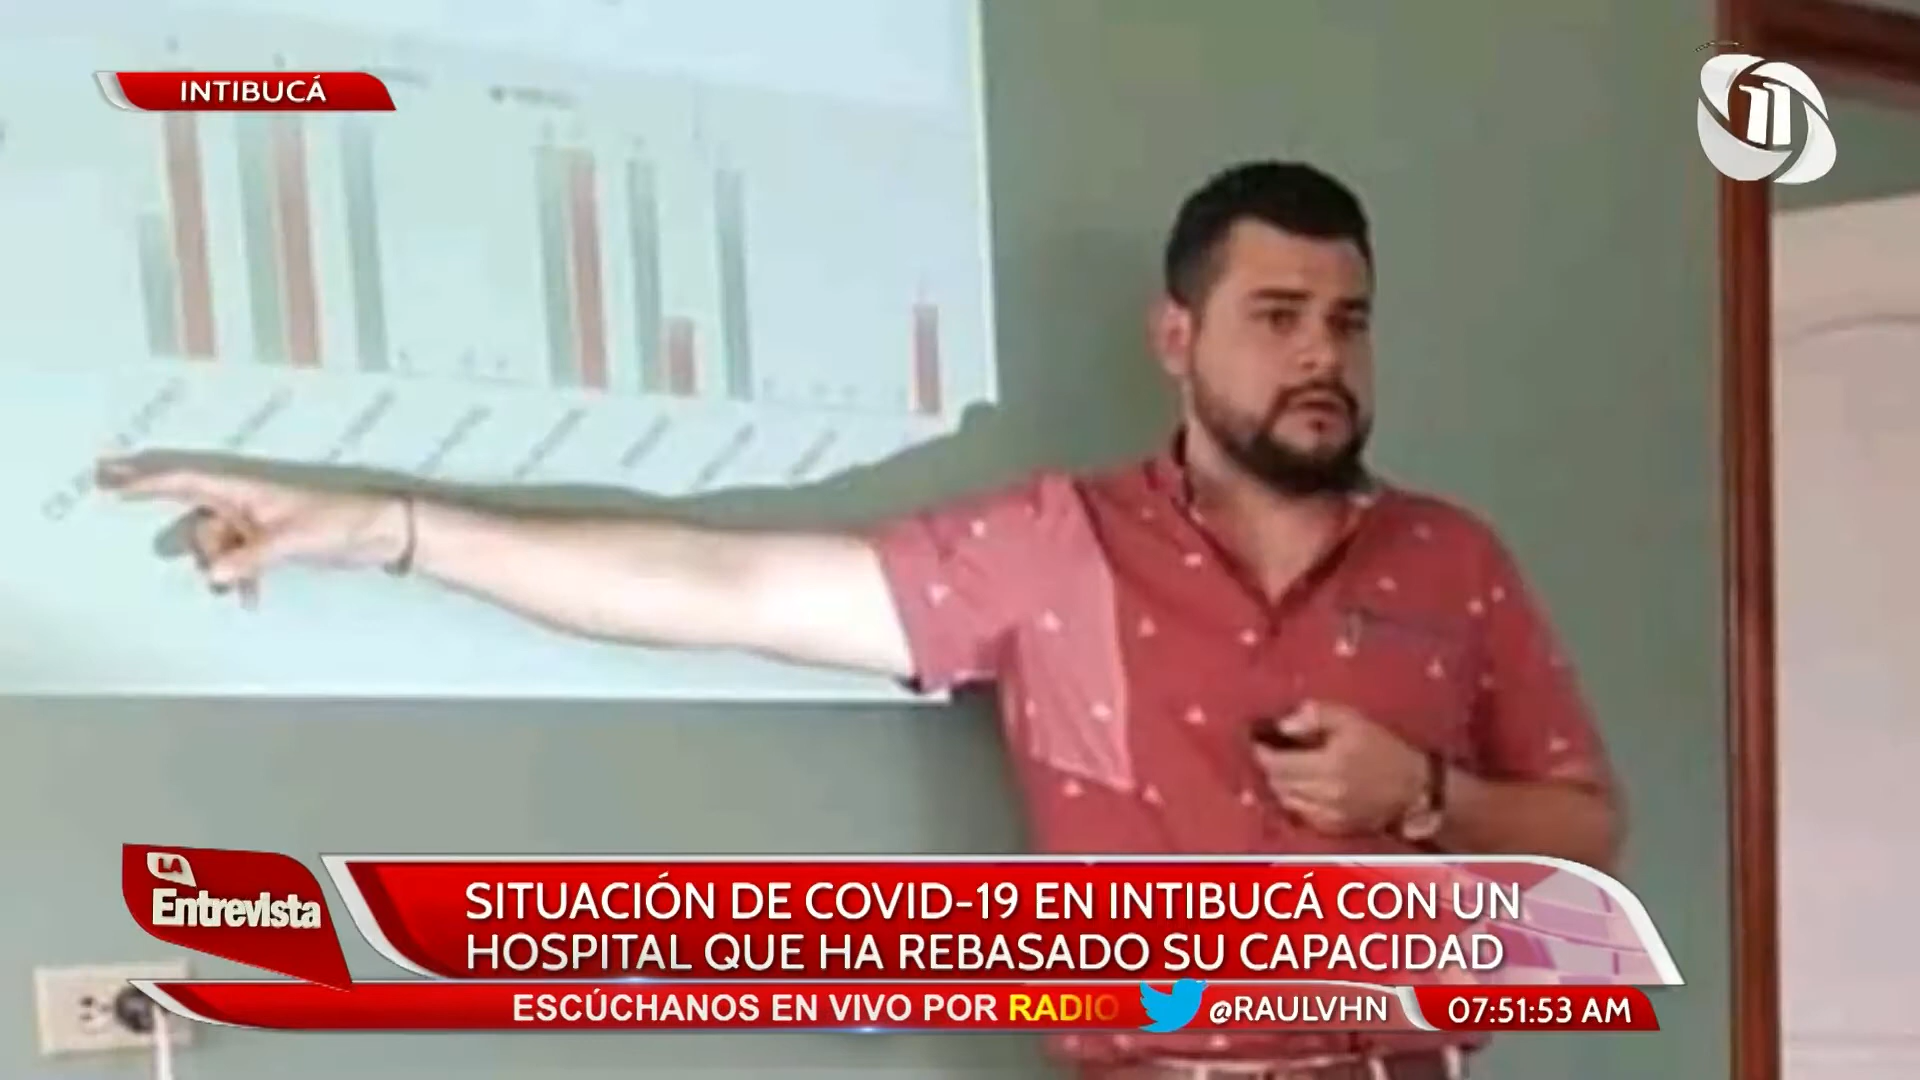 INTIBUCÁ
11
LA
Entrevista
SITUACIÓN DE COVID-19 EN INTIBUCÁ CON UN
HOSPITAL QUE HA REBASADO SU CAPACIDAD
ESCÚCHANOS EN VIVO POR RADIO
@RAULVHN
07:51:53 AM